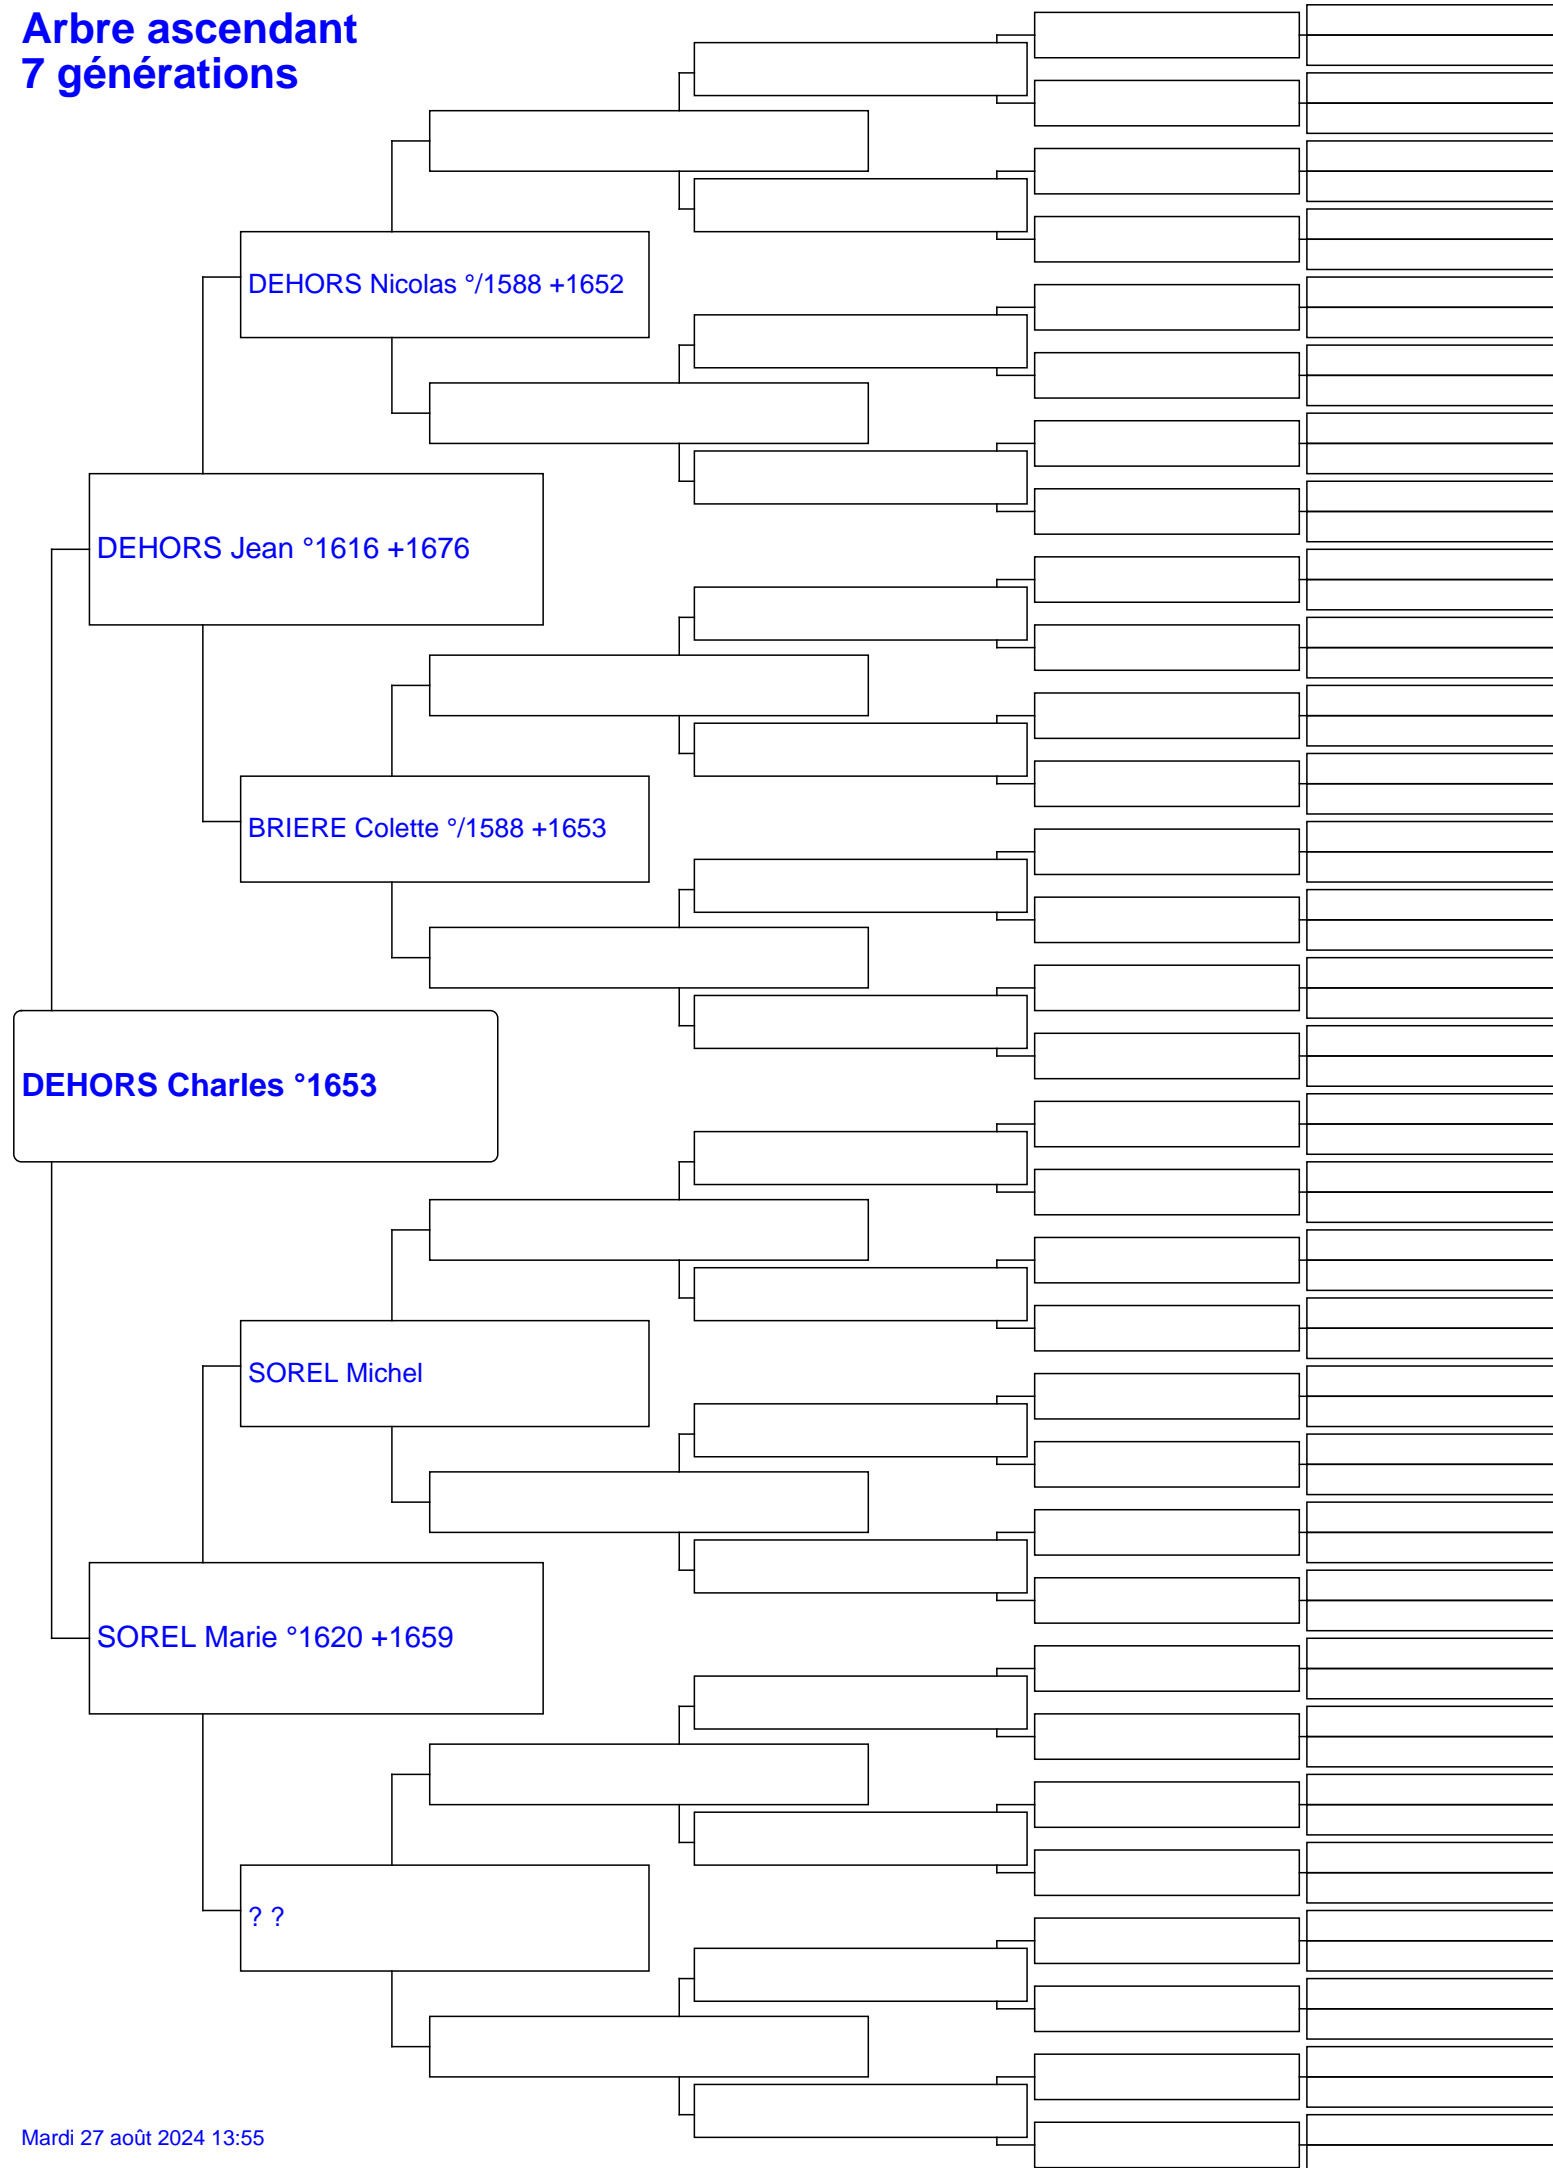 Arbre ascendant
7 générations
DEHORS Nicolas °/1588 +1652
DEHORS Jean °1616 +1676
BRIERE Colette °/1588 +1653
DEHORS Charles °1653
SOREL Michel
SOREL Marie °1620 +1659
? ?
Mardi 27 août 2024 13:55